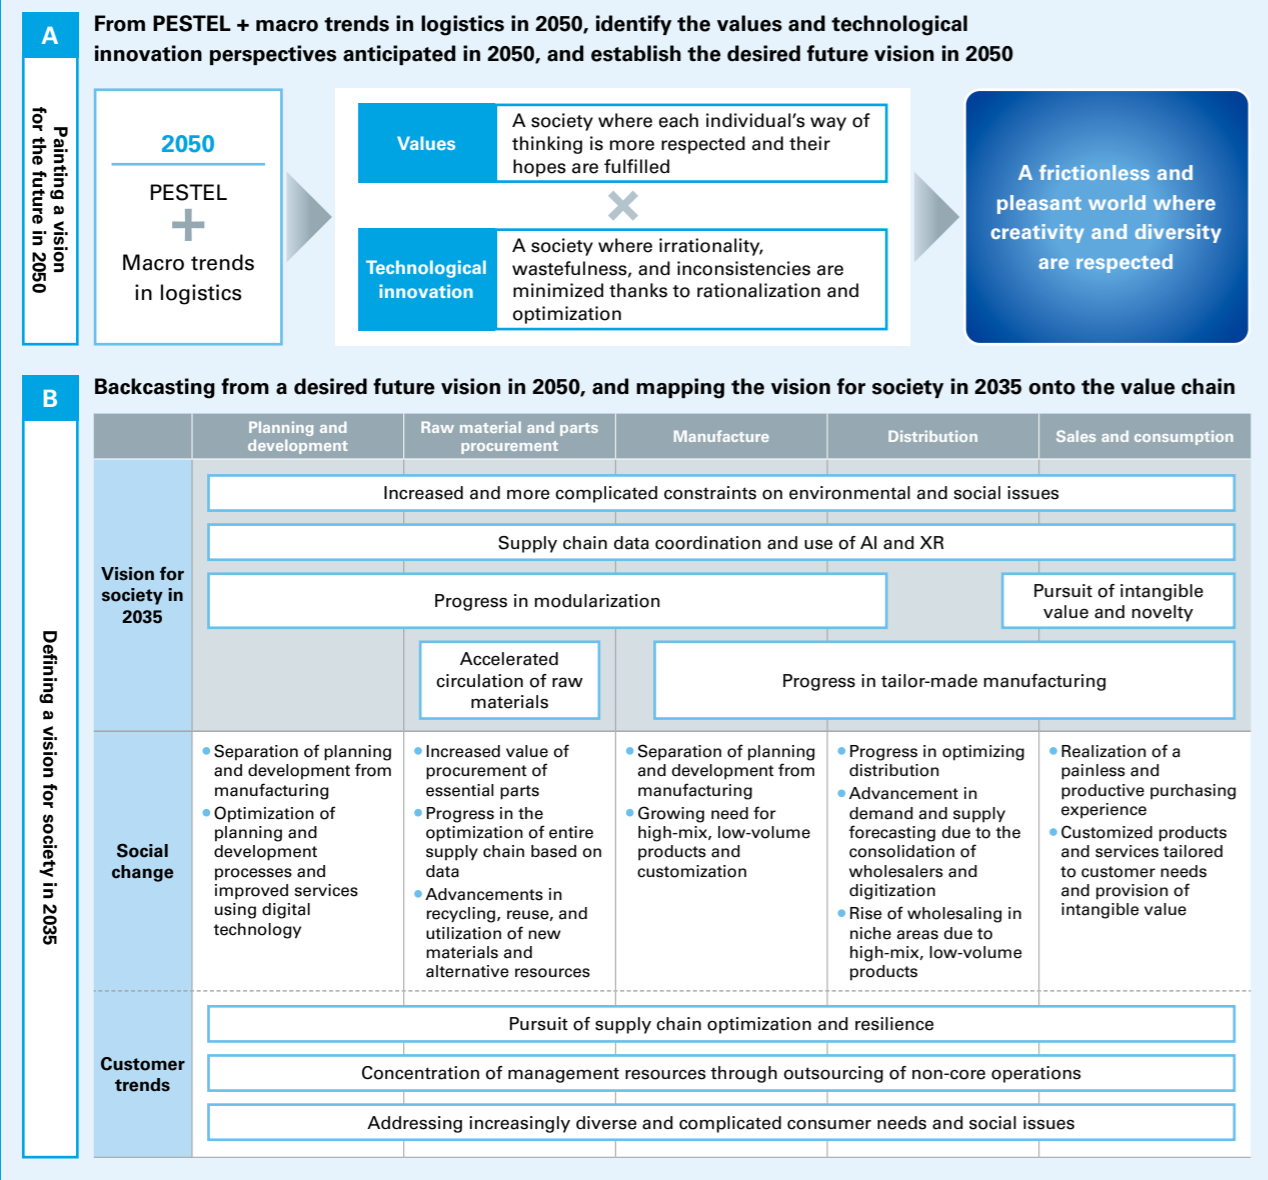 A
From PESTEL + macro trends in logistics in 2050, identify the values and technological
innovation perspectives anticipated in 2050, and establish the desired future vision in 2050
Painting a vision
for the future in 2050
2050
PESTEL
+
Macro trends
in logistics
Values
A society where each individual’s way of
thinking is more respected and their
hopes are fulfilled
×
Technological
innovation
A society where irrationality,
wastefulness, and inconsistencies are
minimized thanks to rationalization and
optimization
A frictionless and
pleasant world where
creativity and diversity
are respected
B
Backcasting from a desired future vision in 2050, and mapping the vision for society in 2035 onto the value chain
Defining a vision for society in 2035
Planning and
development
Raw material and parts
procurement
Manufacture
Distribution
Sales and consumption
Vision for
society in
2035
Increased and more complicated constraints on environmental and social issues
Supply chain data coordination and use of AI and XR
Progress in modularization
Pursuit of intangible
value and novelty
Accelerated
circulation of raw
materials
Progress in tailor-made manufacturing
Social
change
• Separation of planning
and development from
manufacturing
• Optimization of
planning and
development
processes and
improved services
using digital
technology
• Increased value of
procurement of
essential parts
• Progress in the
optimization of entire
supply chain based on
data
• Advancements in
recycling, reuse, and
utilization of new
materials and
alternative resources
• Separation of planning
and development from
manufacturing
• Growing need for
high-mix, low-volume
products and
customization
• Progress in optimizing
distribution
• Advancement in
demand and supply
forecasting due to the
consolidation of
wholesalers and
digitization
• Rise of wholesaling in
niche areas due to
high-mix, low-volume
products
• Realization of a
painless and
productive purchasing
experience
• Customized products
and services tailored
to customer needs
and provision of
intangible value
Customer
trends
Pursuit of supply chain optimization and resilience
Concentration of management resources through outsourcing of non-core operations
Addressing increasingly diverse and complicated consumer needs and social issues